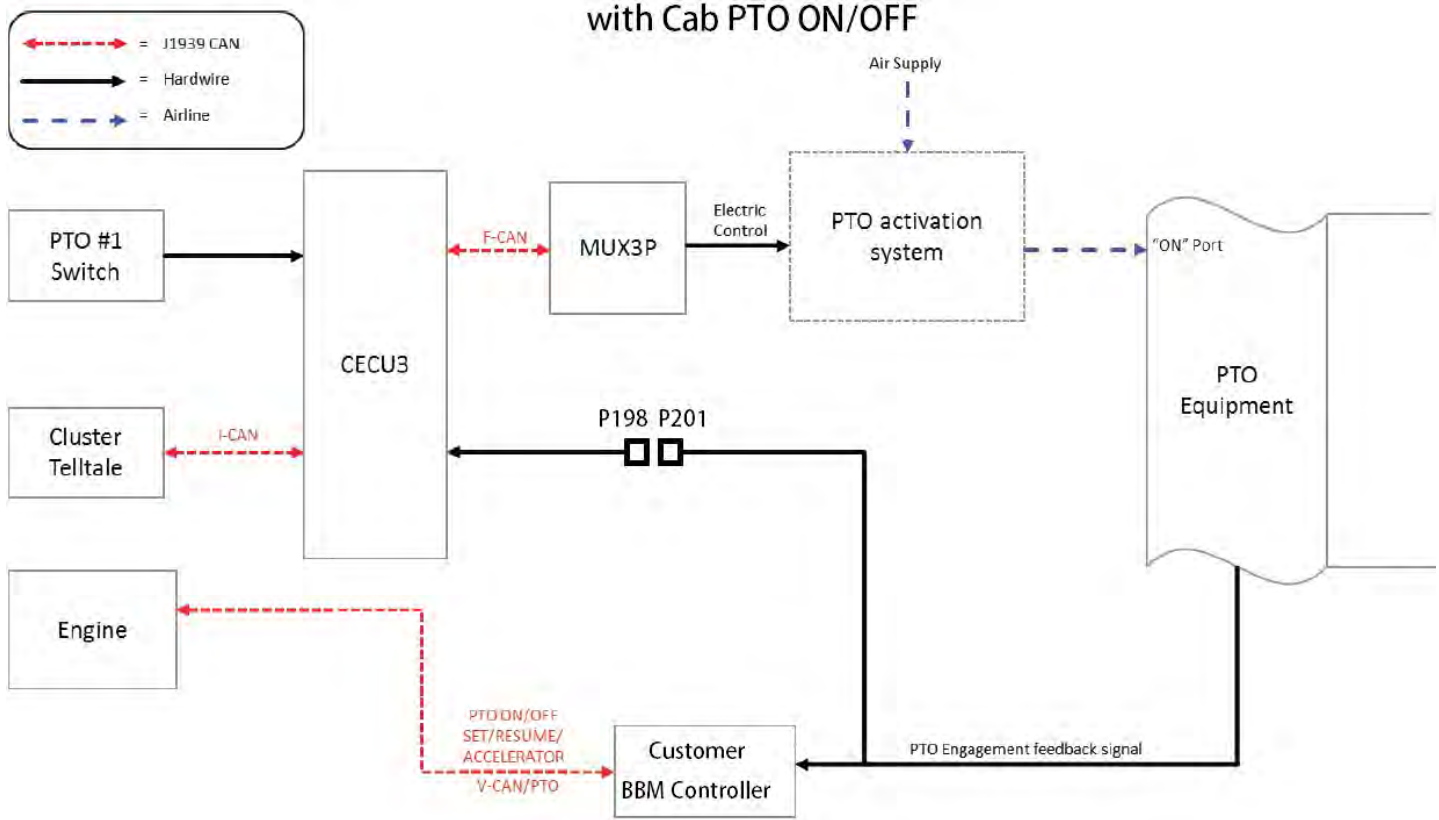 with Cab PTO ON/OFF
= J1939 CAN
= Hardwire
= Airline
Air Supply
PTO #1
Switch
F-CAN
MUX3P
Electric
Control
PTO activation
system
"ON" Port
CECU3
PTO
Equipment
Cluster
Telltale
I-CAN
P198 P201
Engine
PTO ON/OFF
SET/RESUME/
ACCELERATOR
V-CAN/PTO
Customer
BBM Controller
PTO Engagement feedback signal